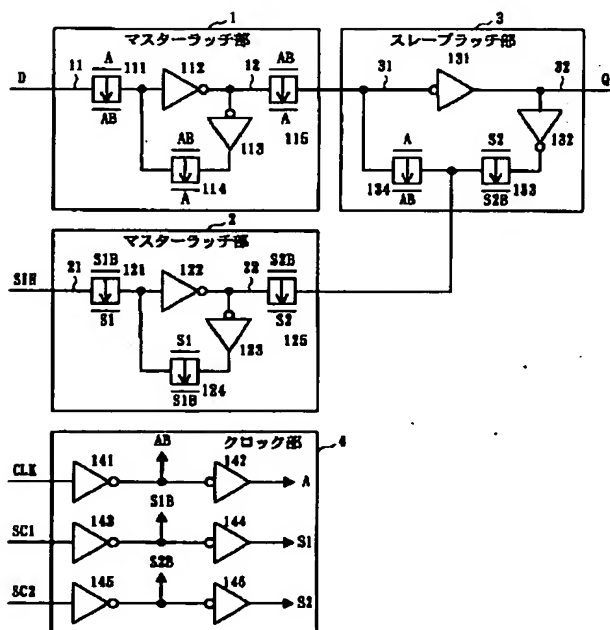 1
マスターラッチ部
D
11
A
AB
111
112
12
AB
A
115
113
AB
A
114
3
スレーブラッチ部
31
131
32
Q
132
A
AB
134
S2
S2B
133
2
マスターラッチ部
SIN
21
S1B
S1
121
122
22
S2B
S2
125
123
S1
S1B
124
4
クロック部
CLK
141
AB
142
A
SC1
143
S1B
144
S1
SC2
145
S2B
146
S2